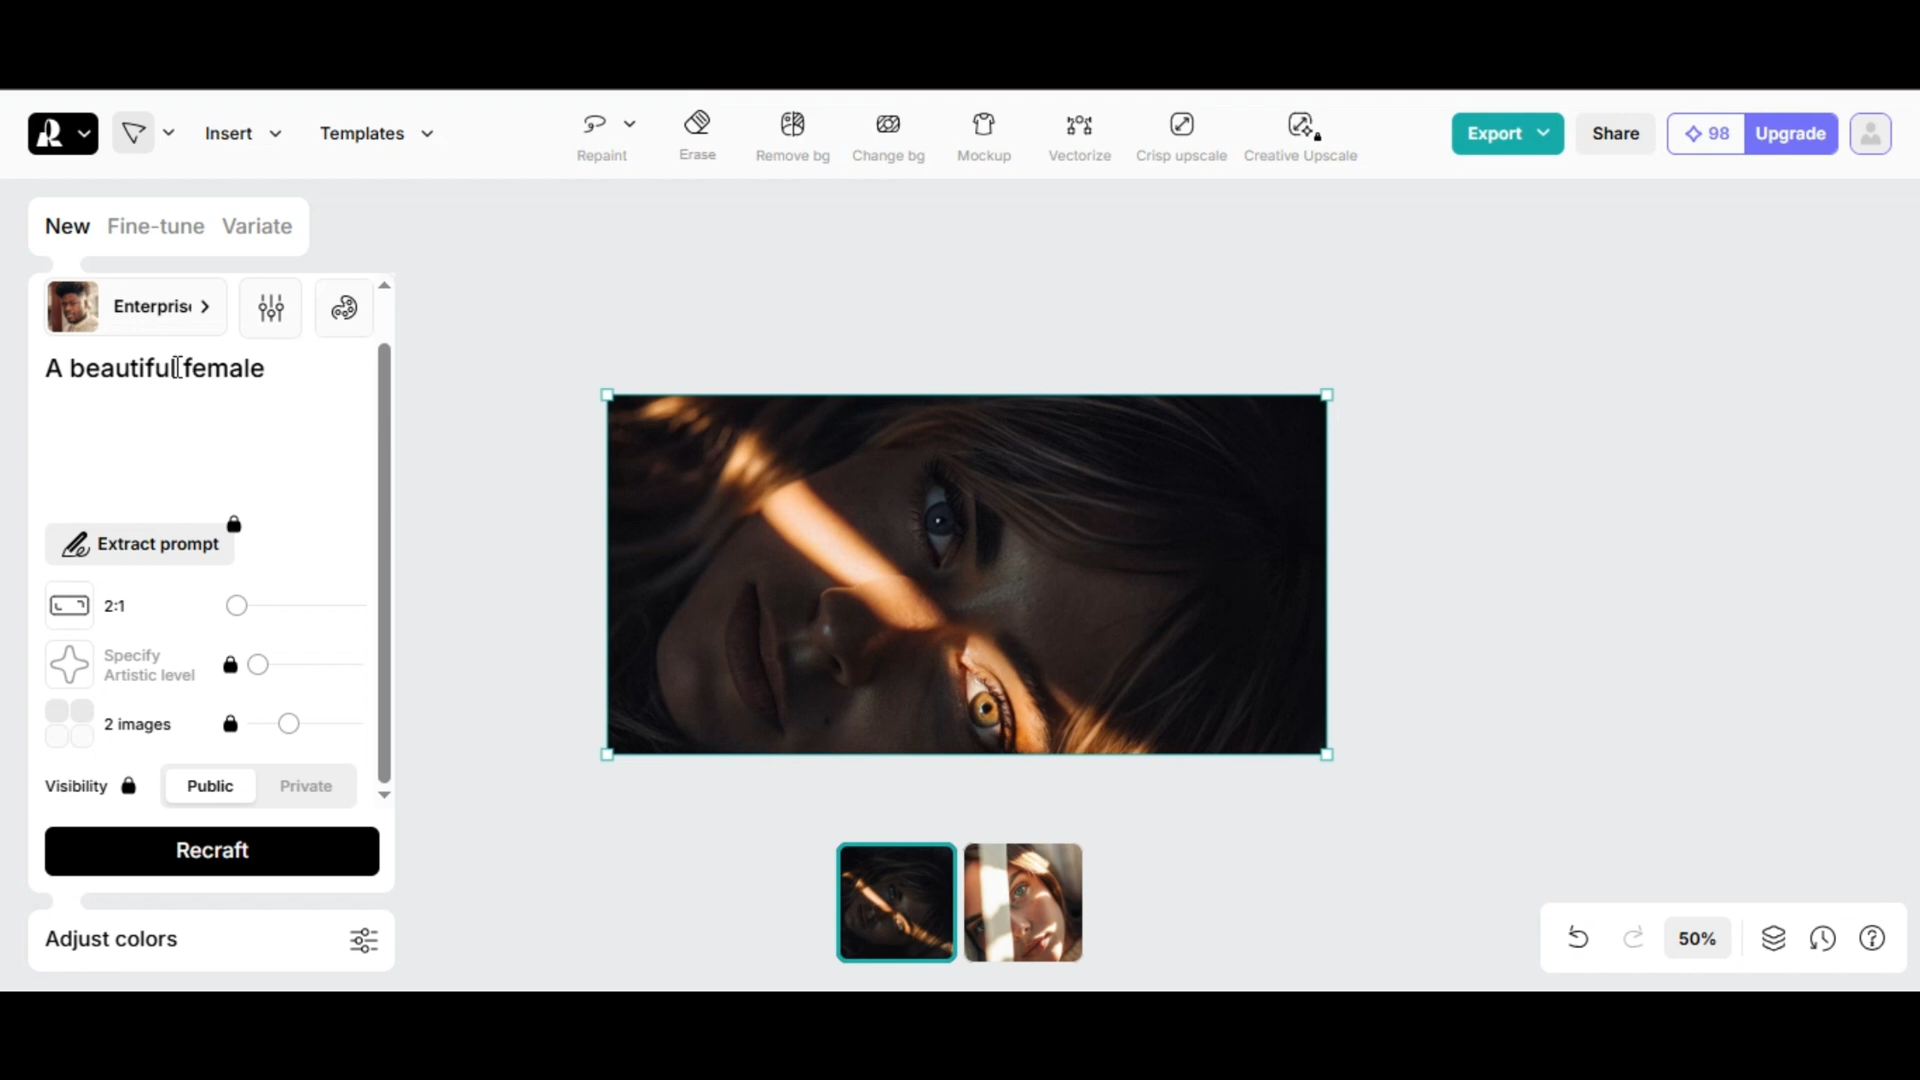 Insert
Templates
Repaint
Erase
Remove bg
Change bg
Mockup
Vectorize
Crisp upscale
Creative Upscale
Export
Share
98
Upgrade
New
Fine-tune
Variate
Enterpris
A beautiful female
Extract prompt
2:1
Specify
Artistic level
2 images
Visibility
Public
Private
Recraft
Adjust colors
50%